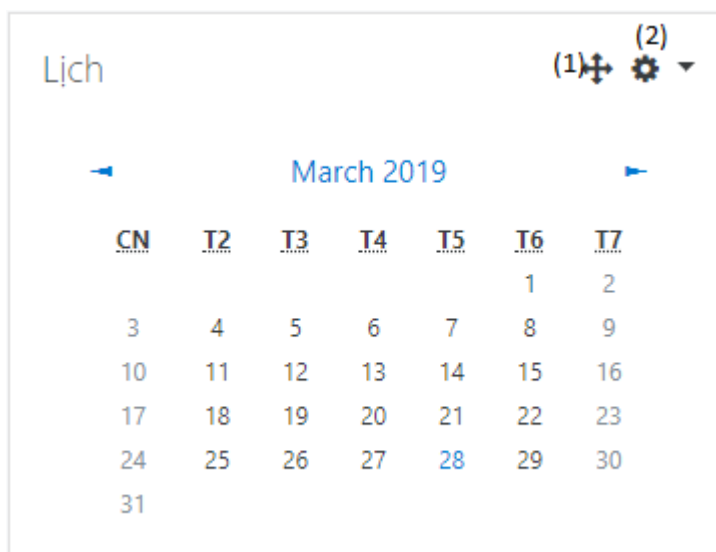 (2)
Lịch (1)
March 2019
CN T2 T3 T4 T5 T6 T7
1 2
3 4 5 6 7 8 9
10 11 12 13 14 15 16
17 18 19 20 21 22 23
24 25 26 27 28 29 30
31